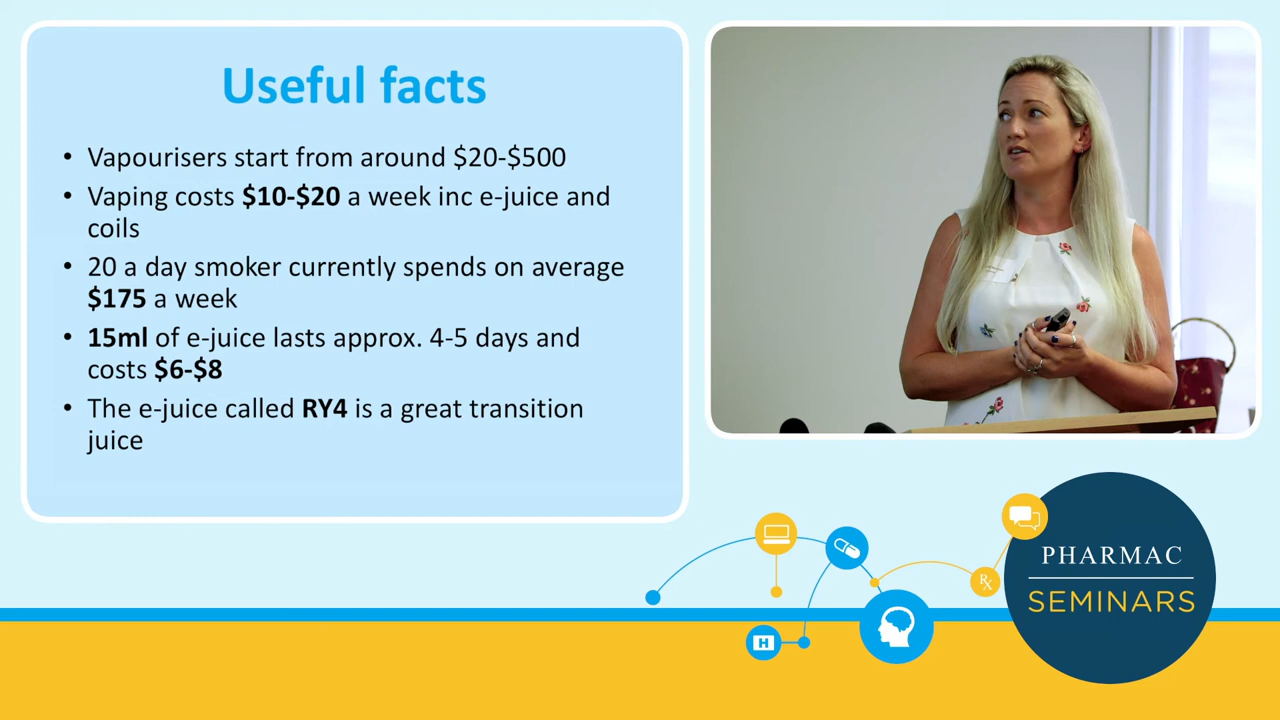 Useful facts
• Vapourisers start from around $20-$500
• Vaping costs $10-$20 a week inc e-juice and
coils
• 20 a day smoker currently spends on average
$175 a week
• 15ml of e-juice lasts approx. 4-5 days and
costs $6-$8
• The e-juice called RY4 is a great transition
juice
PHARMAC
SEMINARS
Rx
H